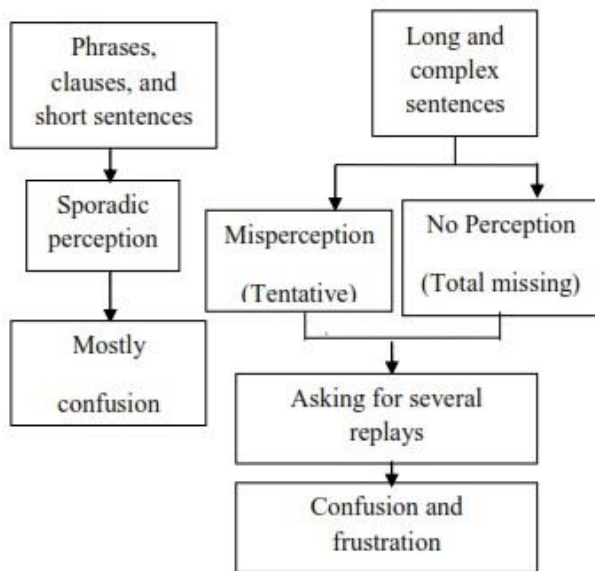 Phrases,
clauses, and
short sentences
Sporadic
perception
Mostly
confusion
Long and
complex
sentences
Misperception
(Tentative)
No Perception
(Total missing)
Asking for several
replays
Confusion and
frustration